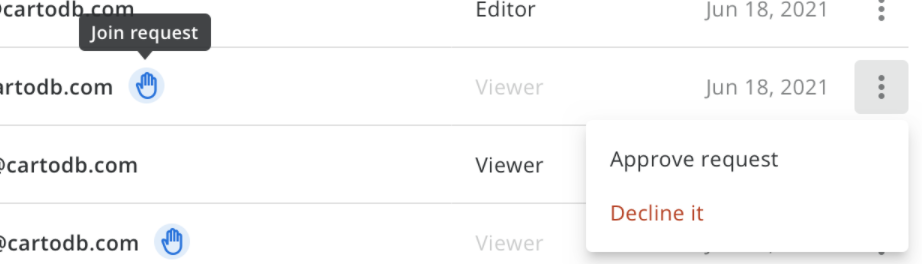 @cartodb.com Editor Jun 18, 2021
Join request
artodb.com Viewer Jun 18, 2021
@cartodb.com Viewer
Approve request
Decline it
@cartodb.com Viewer